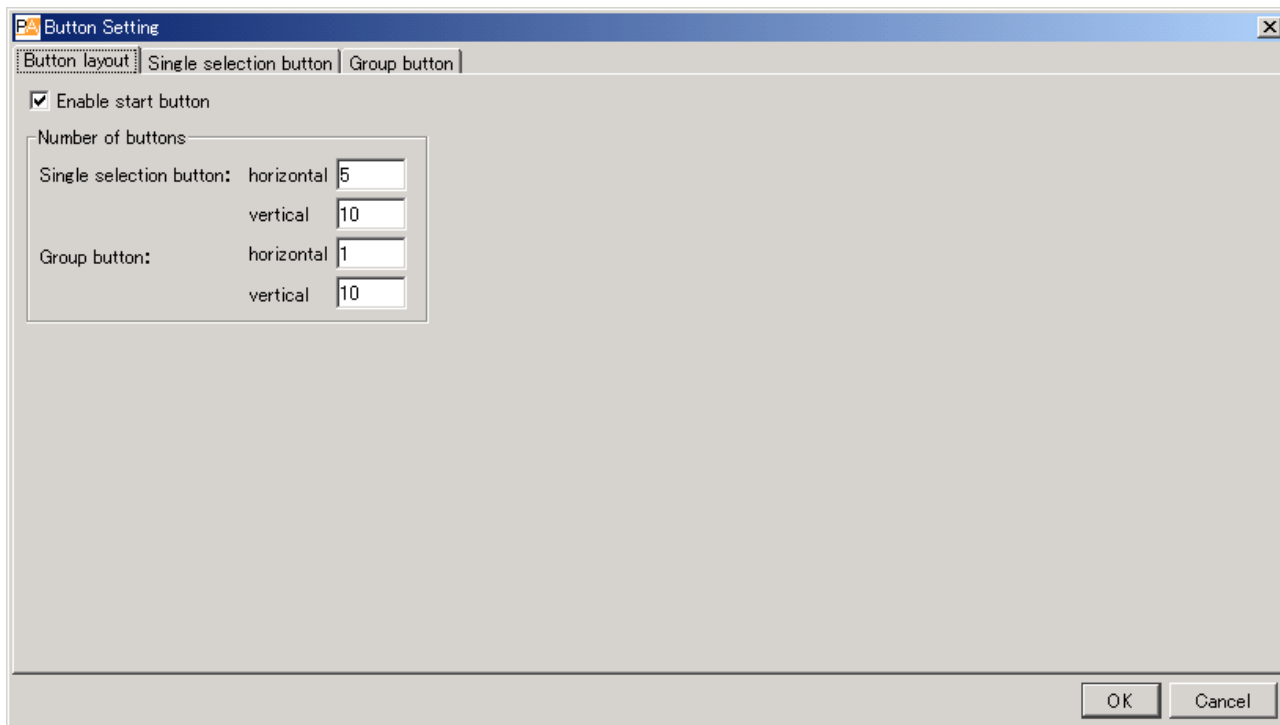 PA Button Setting
Button layout Single selection button Group button
Enable start button
Number of buttons
Single selection button: horizontal 5
vertical 10
Group button: horizontal 1
vertical 10
OK Cancel